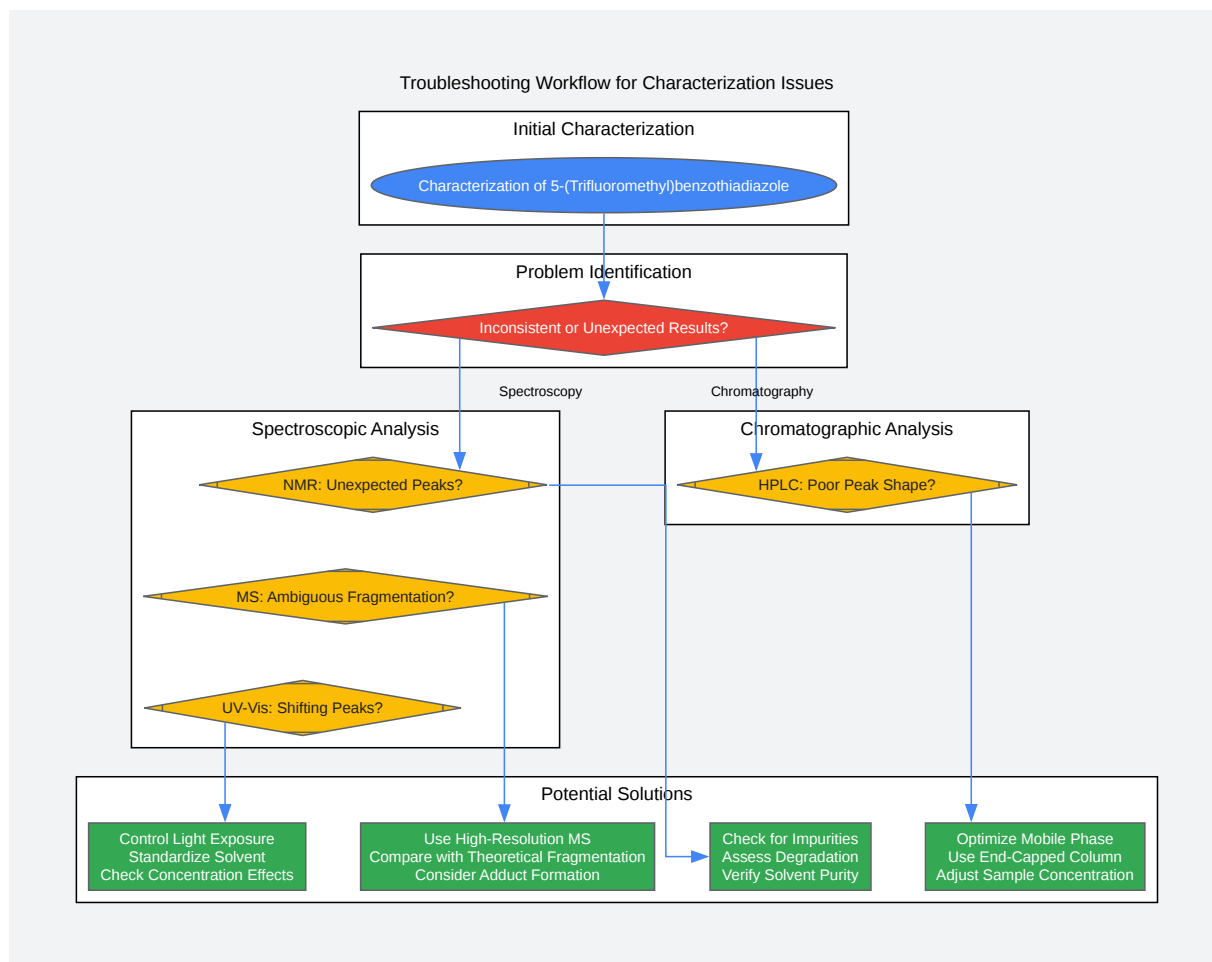 Troubleshooting Workflow for Characterization Issues
Initial Characterization
Characterization of 5-(Trifluoromethyl)benzothiadiazole
Problem Identification
Inconsistent or Unexpected Results?
Spectroscopy
Chromatography
Spectroscopic Analysis
NMR: Unexpected Peaks?
MS: Ambiguous Fragmentation?
UV-Vis: Shifting Peaks?
Chromatographic Analysis
HPLC: Poor Peak Shape?
Potential Solutions
Control Light Exposure
Standardize Solvent
Check Concentration Effects
Use High-Resolution MS
Compare with Theoretical Fragmentation
Consider Adduct Formation
Check for Impurities
Assess Degradation
Verify Solvent Purity
Optimize Mobile Phase
Use End-Capped Column
Adjust Sample Concentration